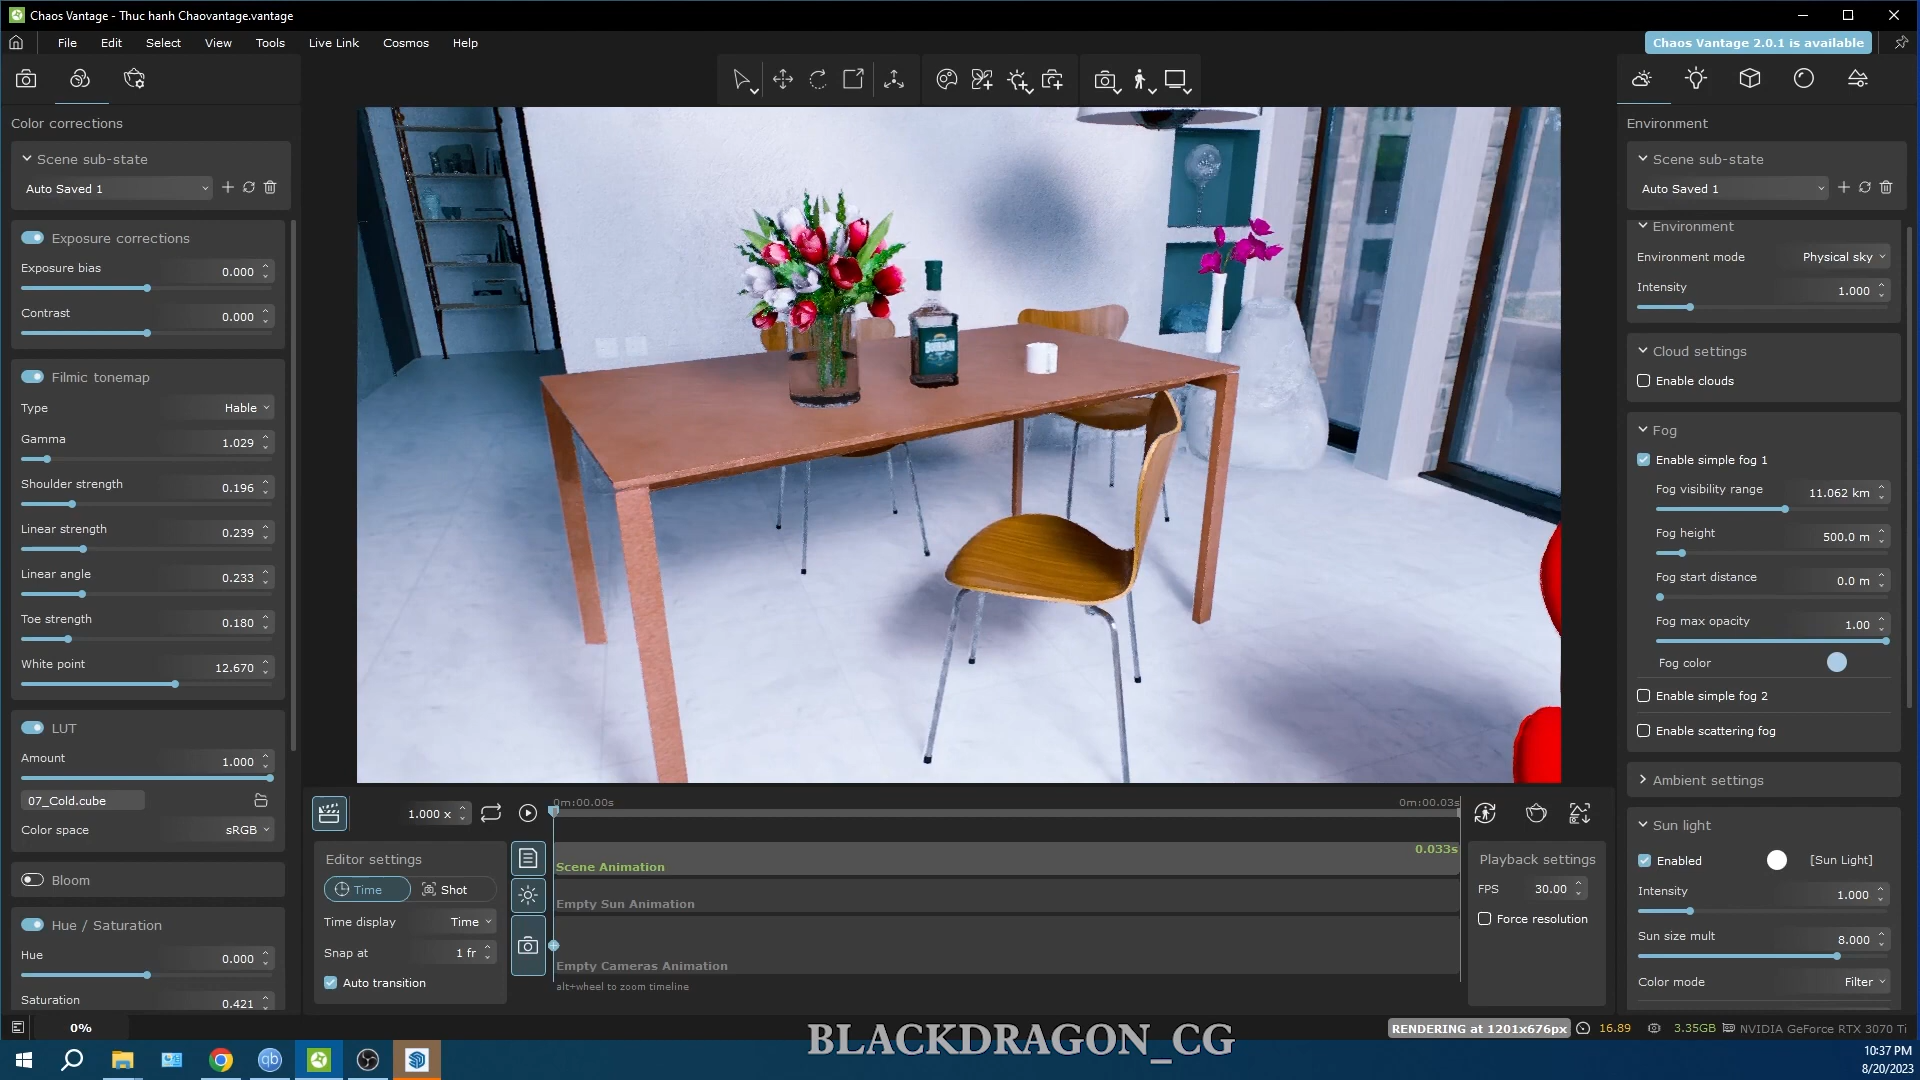 Chaos Vantage - Thuc hanh Chaovantage.vantage
File Edit Select View Tools Live Link Cosmos Help
Chaos Vantage 2.0.1 is available
Color corrections
Scene sub-state
Auto Saved 1
Exposure corrections
Exposure bias 0.000
Contrast 0.000
Filmic tonemap
Type Hable
Gamma 1.029
Shoulder strength 0.196
Linear strength 0.239
Linear angle 0.233
Toe strength 0.180
White point 12.670
LUT
Amount 1.000
07_Cold.cube
Color space sRGB
Bloom
Hue / Saturation
Hue 0.000
Saturation 0.421
0%
BOURBON
1.000 x
0m:00.00s
0m:00.03s
Editor settings
Time Shot
Time display Time
Snap at 1 fr
Auto transition
0.033s
Scene Animation
Empty Sun Animation
Empty Cameras Animation
alt+wheel to zoom timeline
Playback settings
FPS 30.00
Force resolution
Environment
Scene sub-state
Auto Saved 1
Environment
Environment mode Physical sky
Intensity 1.000
Cloud settings
Enable clouds
Fog
Enable simple fog 1
Fog visibility range 11.062 km
Fog height 500.0 m
Fog start distance 0.0 m
Fog max opacity 1.00
Fog color
Enable simple fog 2
Enable scattering fog
Ambient settings
Sun light
Enabled [Sun Light]
Intensity 1.000
Sun size mult 8.000
Color mode Filter
RENDERING at 1201x676px 16.89 3.35GB NVIDIA GeForce RTX 3070 Ti
BLACKDRAGON_CG
qb
10:37 PM
8/20/2023